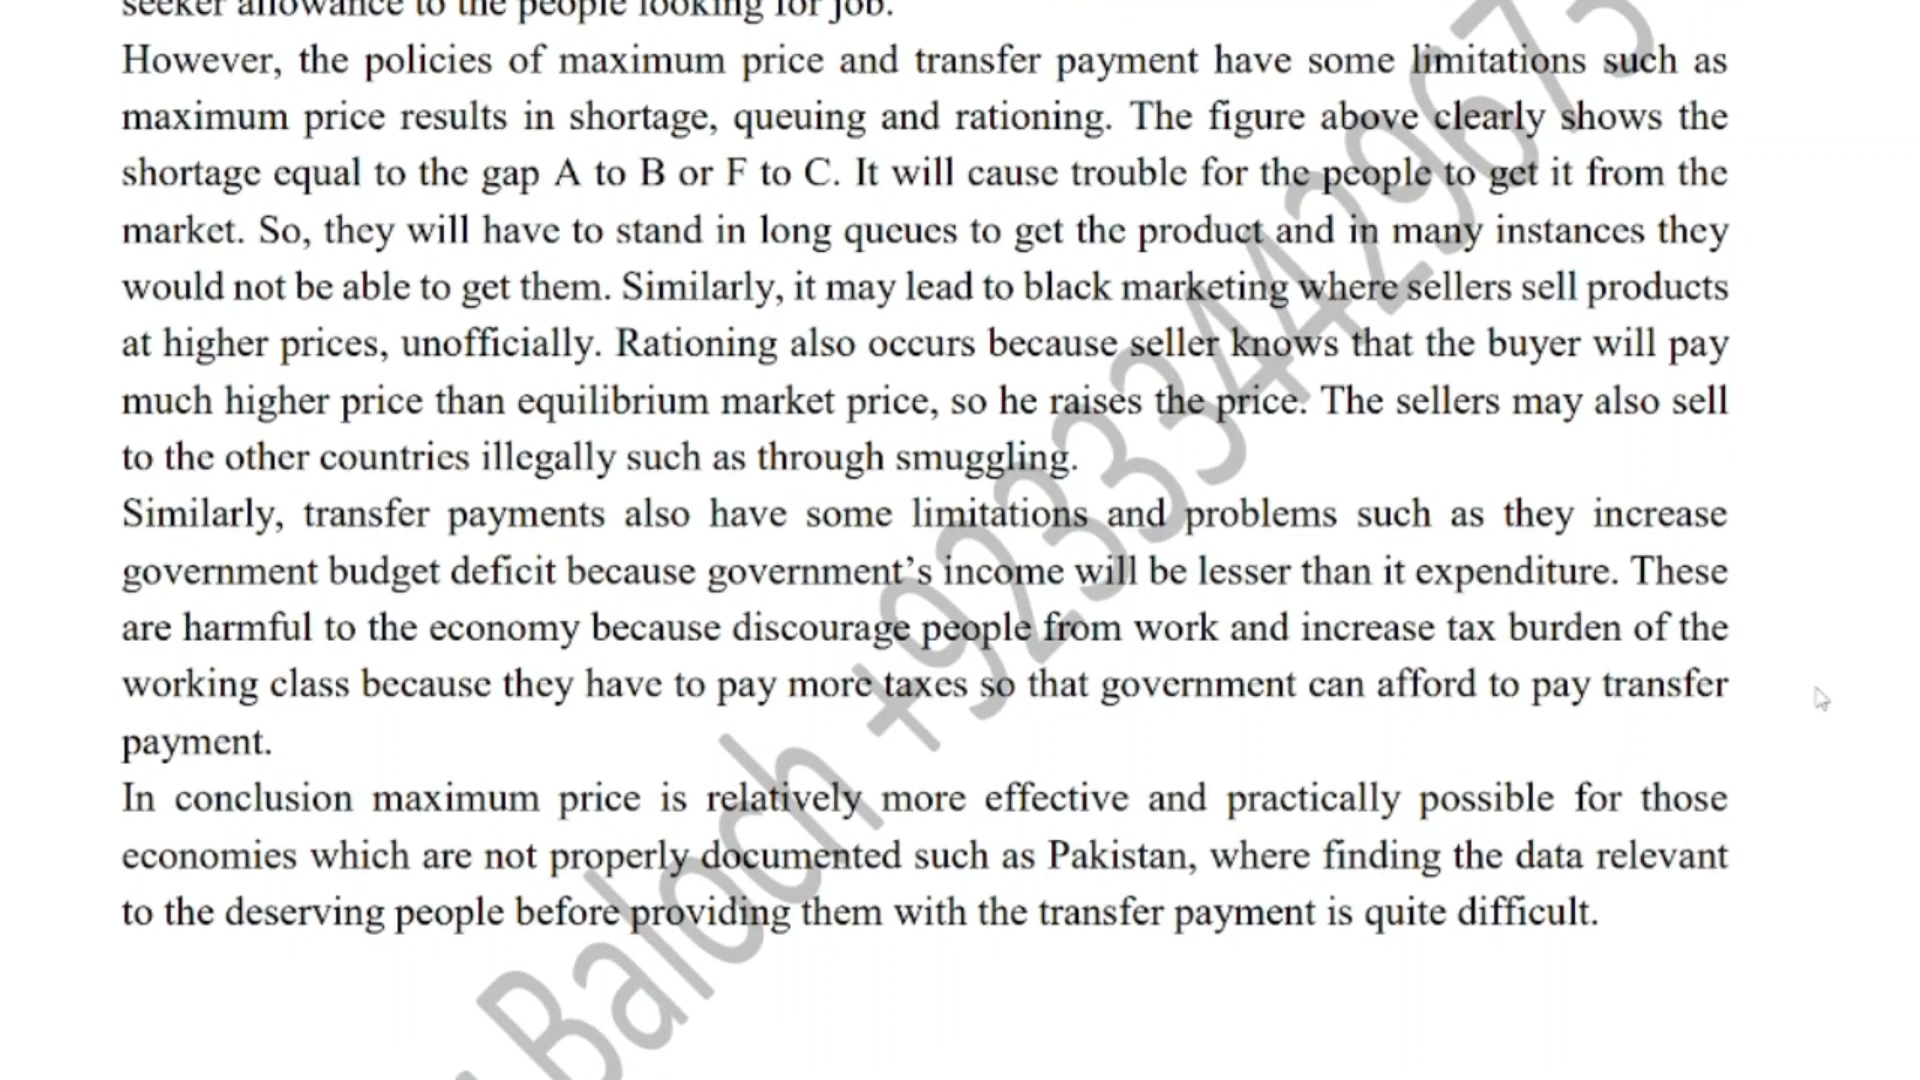 seeker allowance to the people looking for job.
However, the policies of maximum price and transfer payment have some limitations such as
maximum price results in shortage, queuing and rationing. The figure above clearly shows the
shortage equal to the gap A to B or F to C. It will cause trouble for the people to get it from the
market. So, they will have to stand in long queues to get the product and in many instances they
would not be able to get them. Similarly, it may lead to black marketing where sellers sell products
at higher prices, unofficially. Rationing also occurs because seller knows that the buyer will pay
much higher price than equilibrium market price, so he raises the price. The sellers may also sell
to the other countries illegally such as through smuggling.
Similarly, transfer payments also have some limitations and problems such as they increase
government budget deficit because government’s income will be lesser than it expenditure. These
are harmful to the economy because discourage people from work and increase tax burden of the
working class because they have to pay more taxes so that government can afford to pay transfer
payment.
In conclusion maximum price is relatively more effective and practically possible for those
economies which are not properly documented such as Pakistan, where finding the data relevant
to the deserving people before providing them with the transfer payment is quite difficult.
Baloch +923334429673